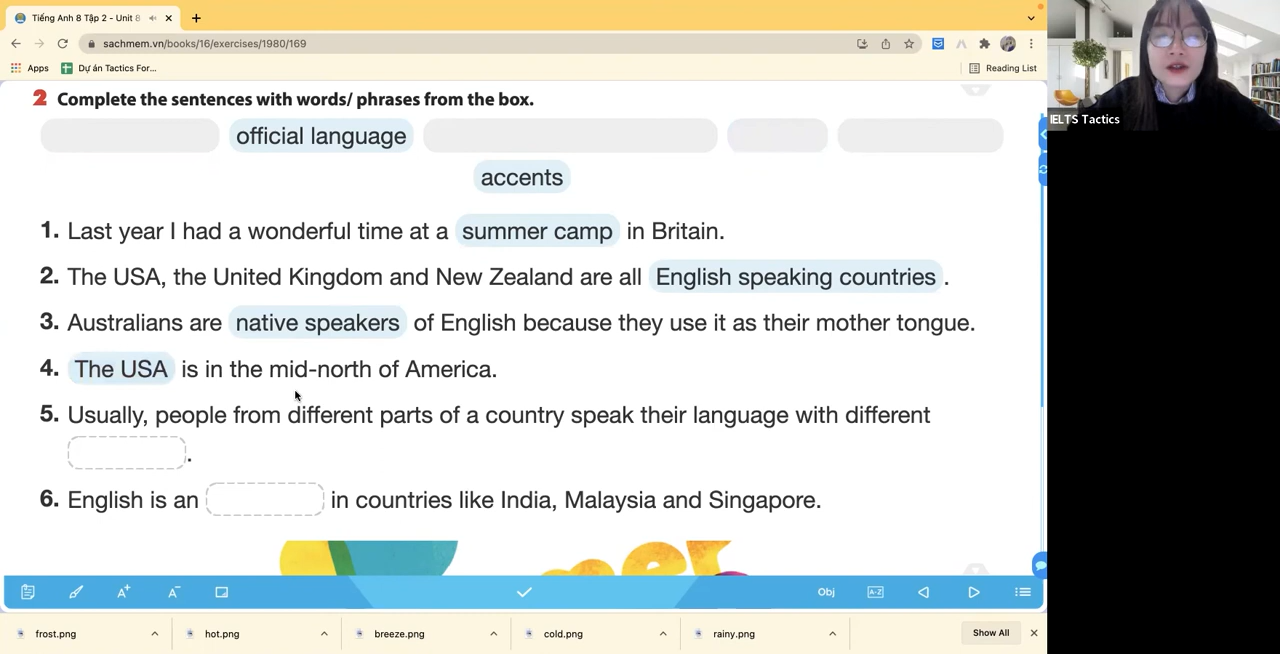 Tiếng Anh 8 Tập 2 - Unit 8
sachmem.vn/books/16/exercises/1980/169
Apps
Dự án Tactics For...
Reading List
IELTS Tactics
2 Complete the sentences with words/ phrases from the box.
official language
accents
1. Last year I had a wonderful time at a summer camp in Britain.
2. The USA, the United Kingdom and New Zealand are all English speaking countries.
3. Australians are native speakers of English because they use it as their mother tongue.
4. The USA is in the mid-north of America.
5. Usually, people from different parts of a country speak their language with different
.
6. English is an in countries like India, Malaysia and Singapore.
A+ A- Obj A-Z
frost.png hot.png breeze.png cold.png rainy.png Show All